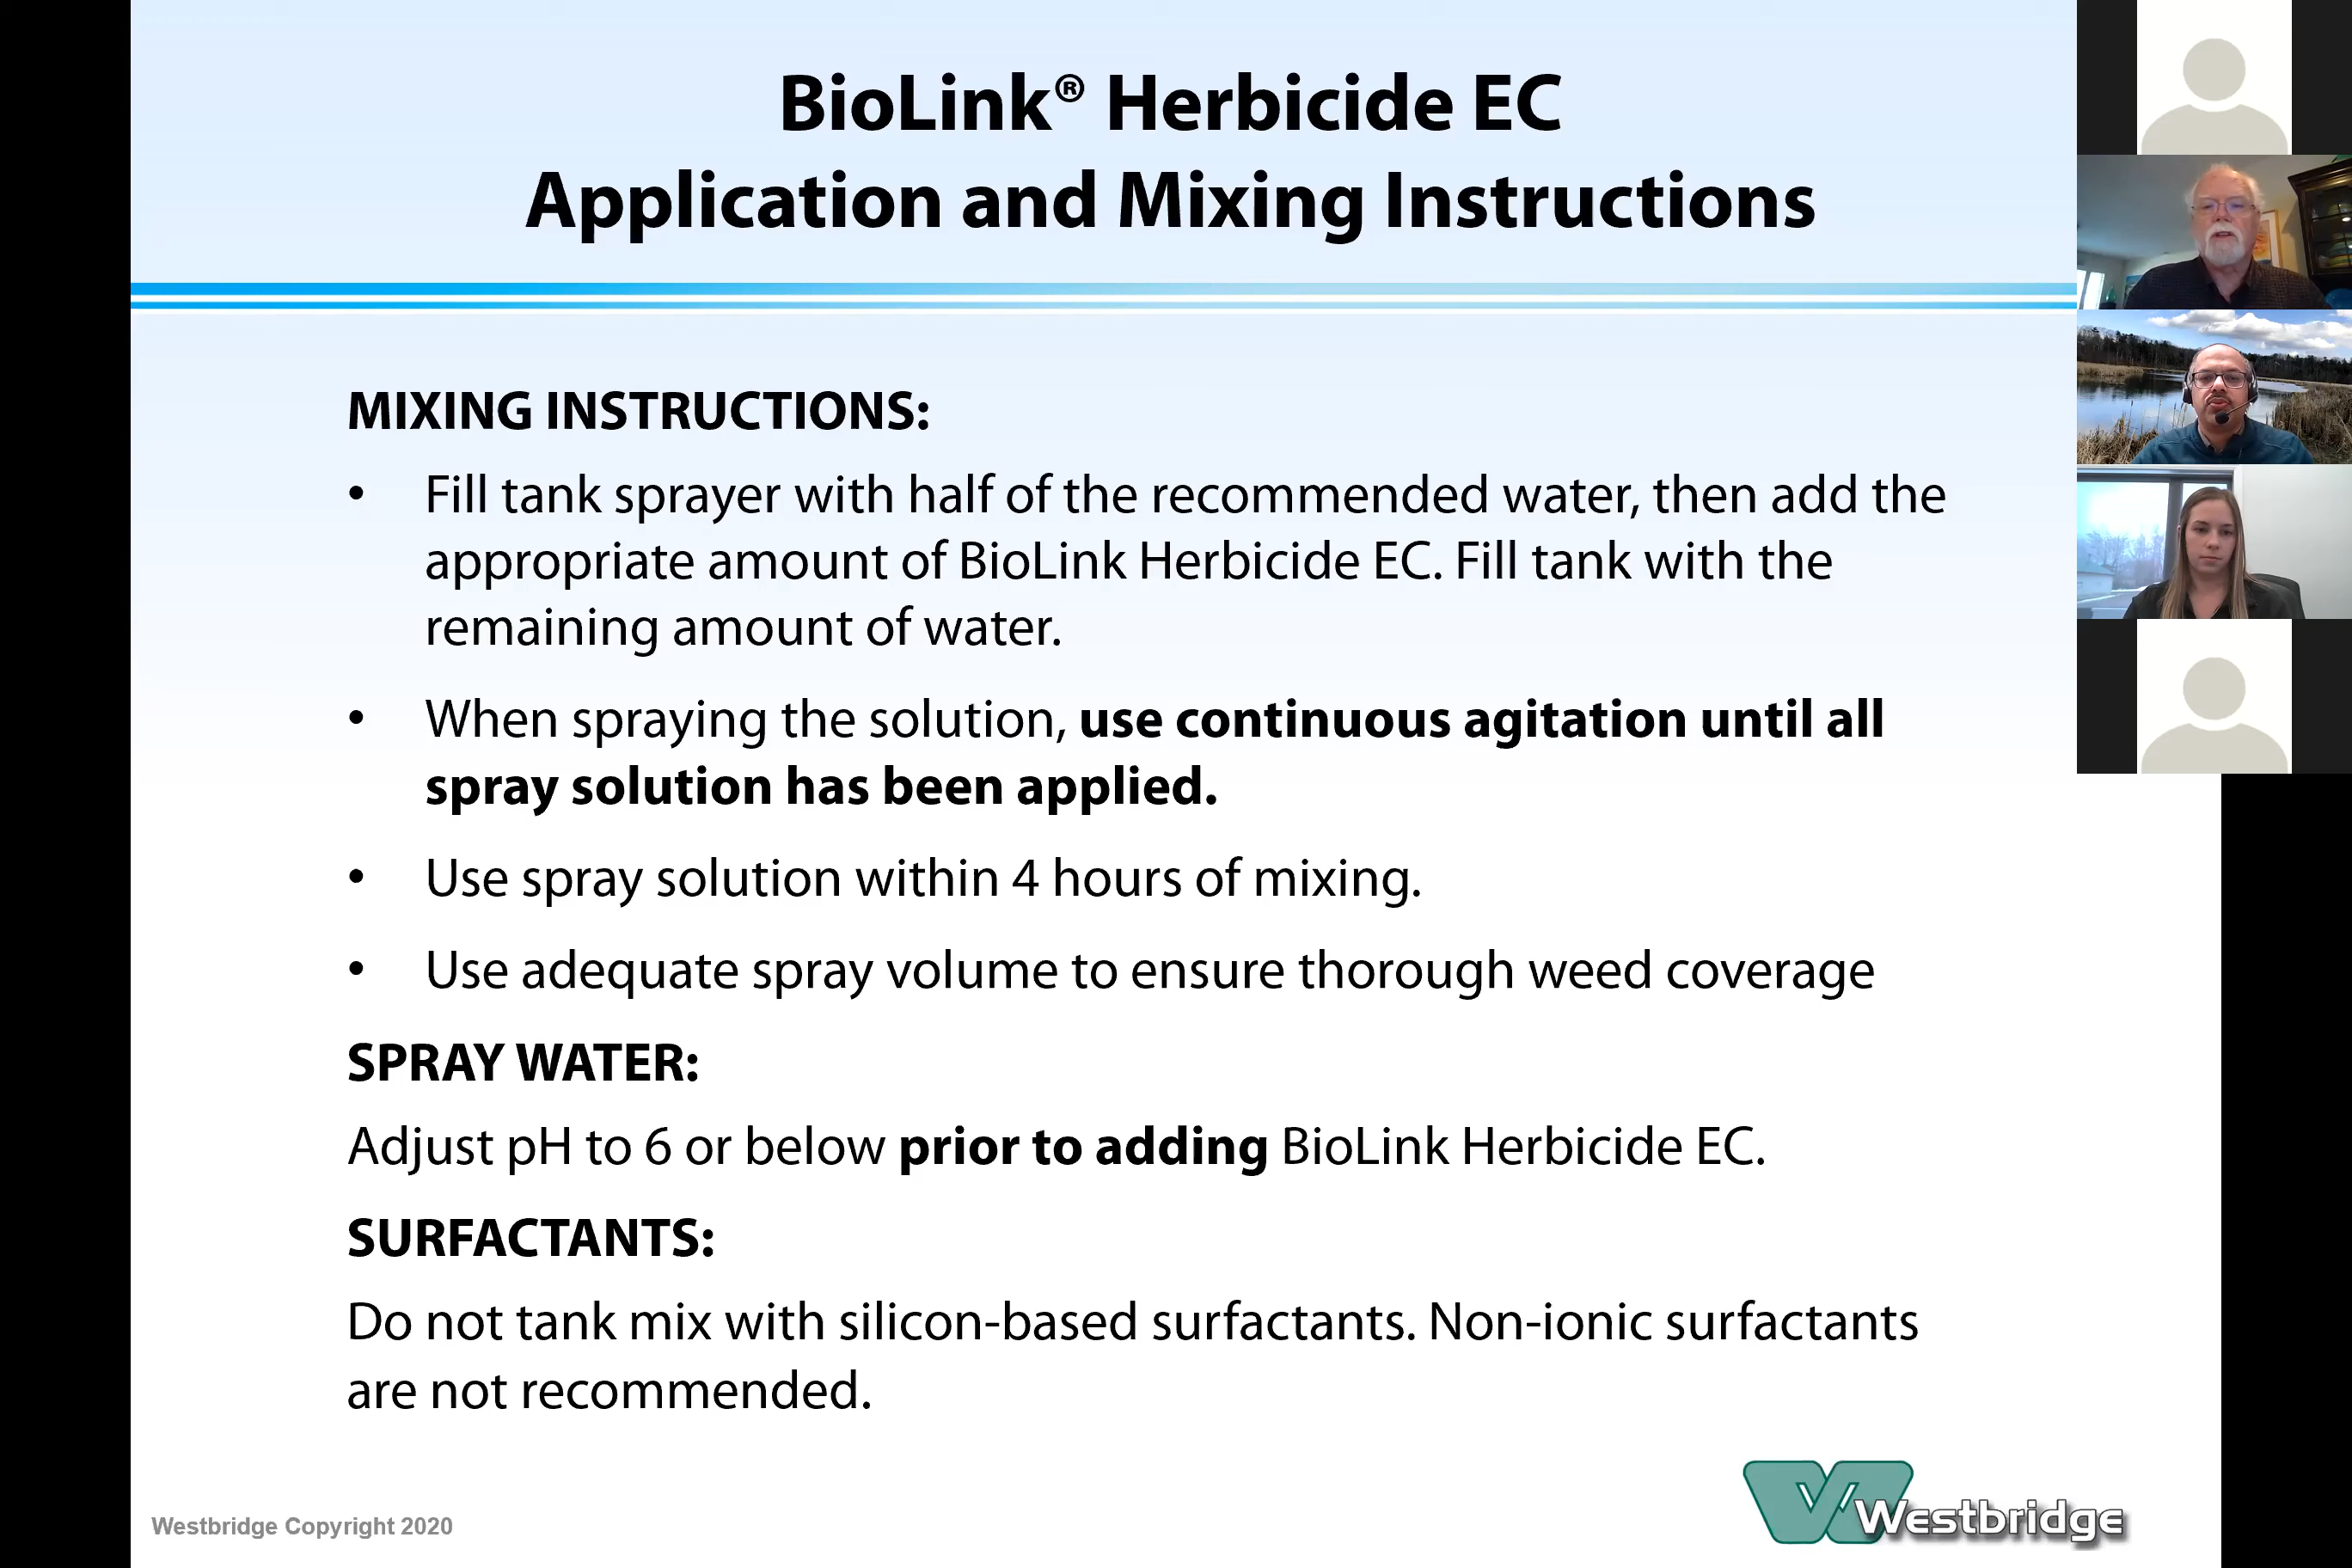 BioLink® Herbicide EC
Application and Mixing Instructions
MIXING INSTRUCTIONS:
• Fill tank sprayer with half of the recommended water, then add the
appropriate amount of BioLink Herbicide EC. Fill tank with the
remaining amount of water.
• When spraying the solution, use continuous agitation until all
spray solution has been applied.
• Use spray solution within 4 hours of mixing.
• Use adequate spray volume to ensure thorough weed coverage
SPRAY WATER:
Adjust pH to 6 or below prior to adding BioLink Herbicide EC.
SURFACTANTS:
Do not tank mix with silicon-based surfactants. Non-ionic surfactants
are not recommended.
Westbridge Copyright 2020
Westbridge